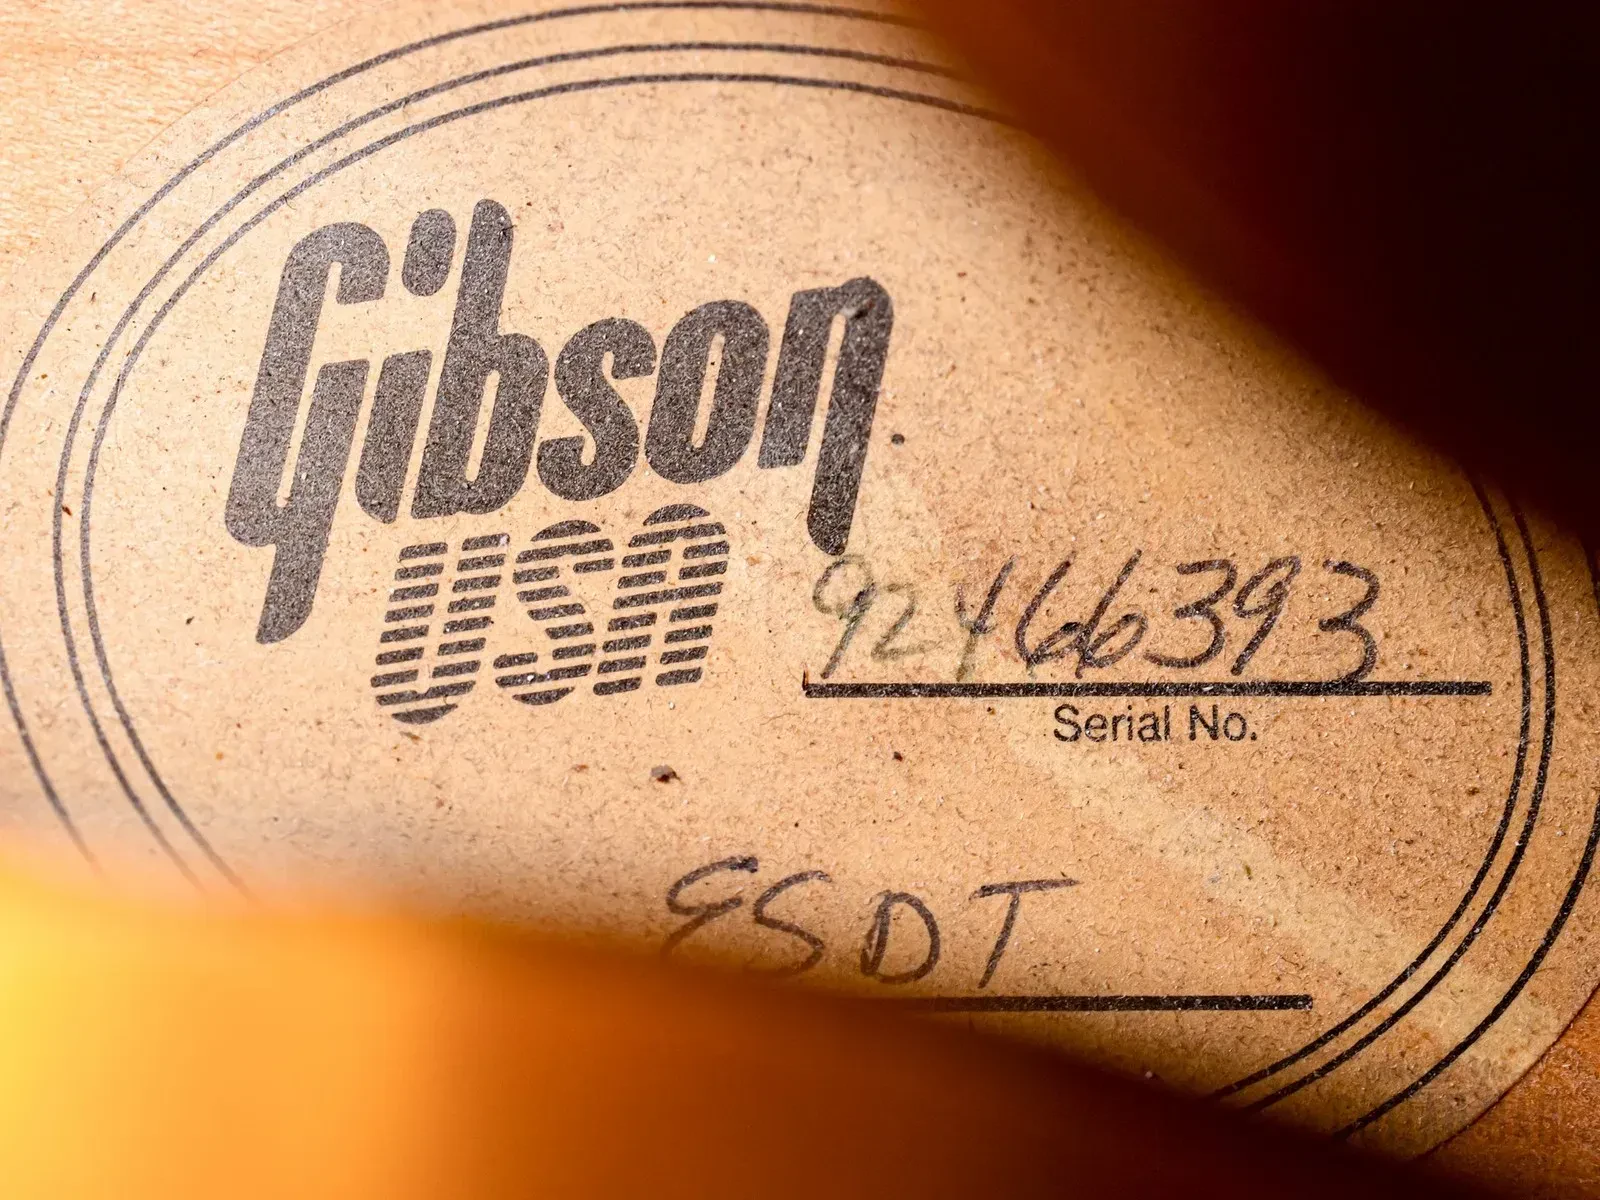 Gibson
USA
92466393
Serial No.
ESDT